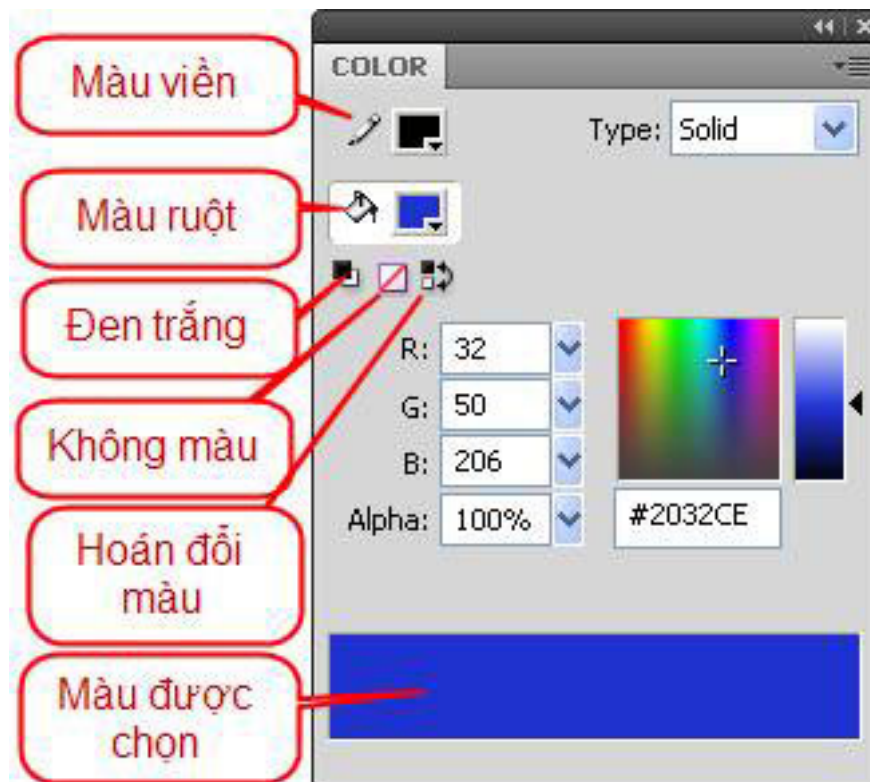 COLOR
Màu viền
Type: Solid
Màu ruột
Đen trắng
R: 32
G: 50
Không màu
B: 206
Alpha: 100%
#2032CE
Hoán đổi
màu
Màu được
chọn